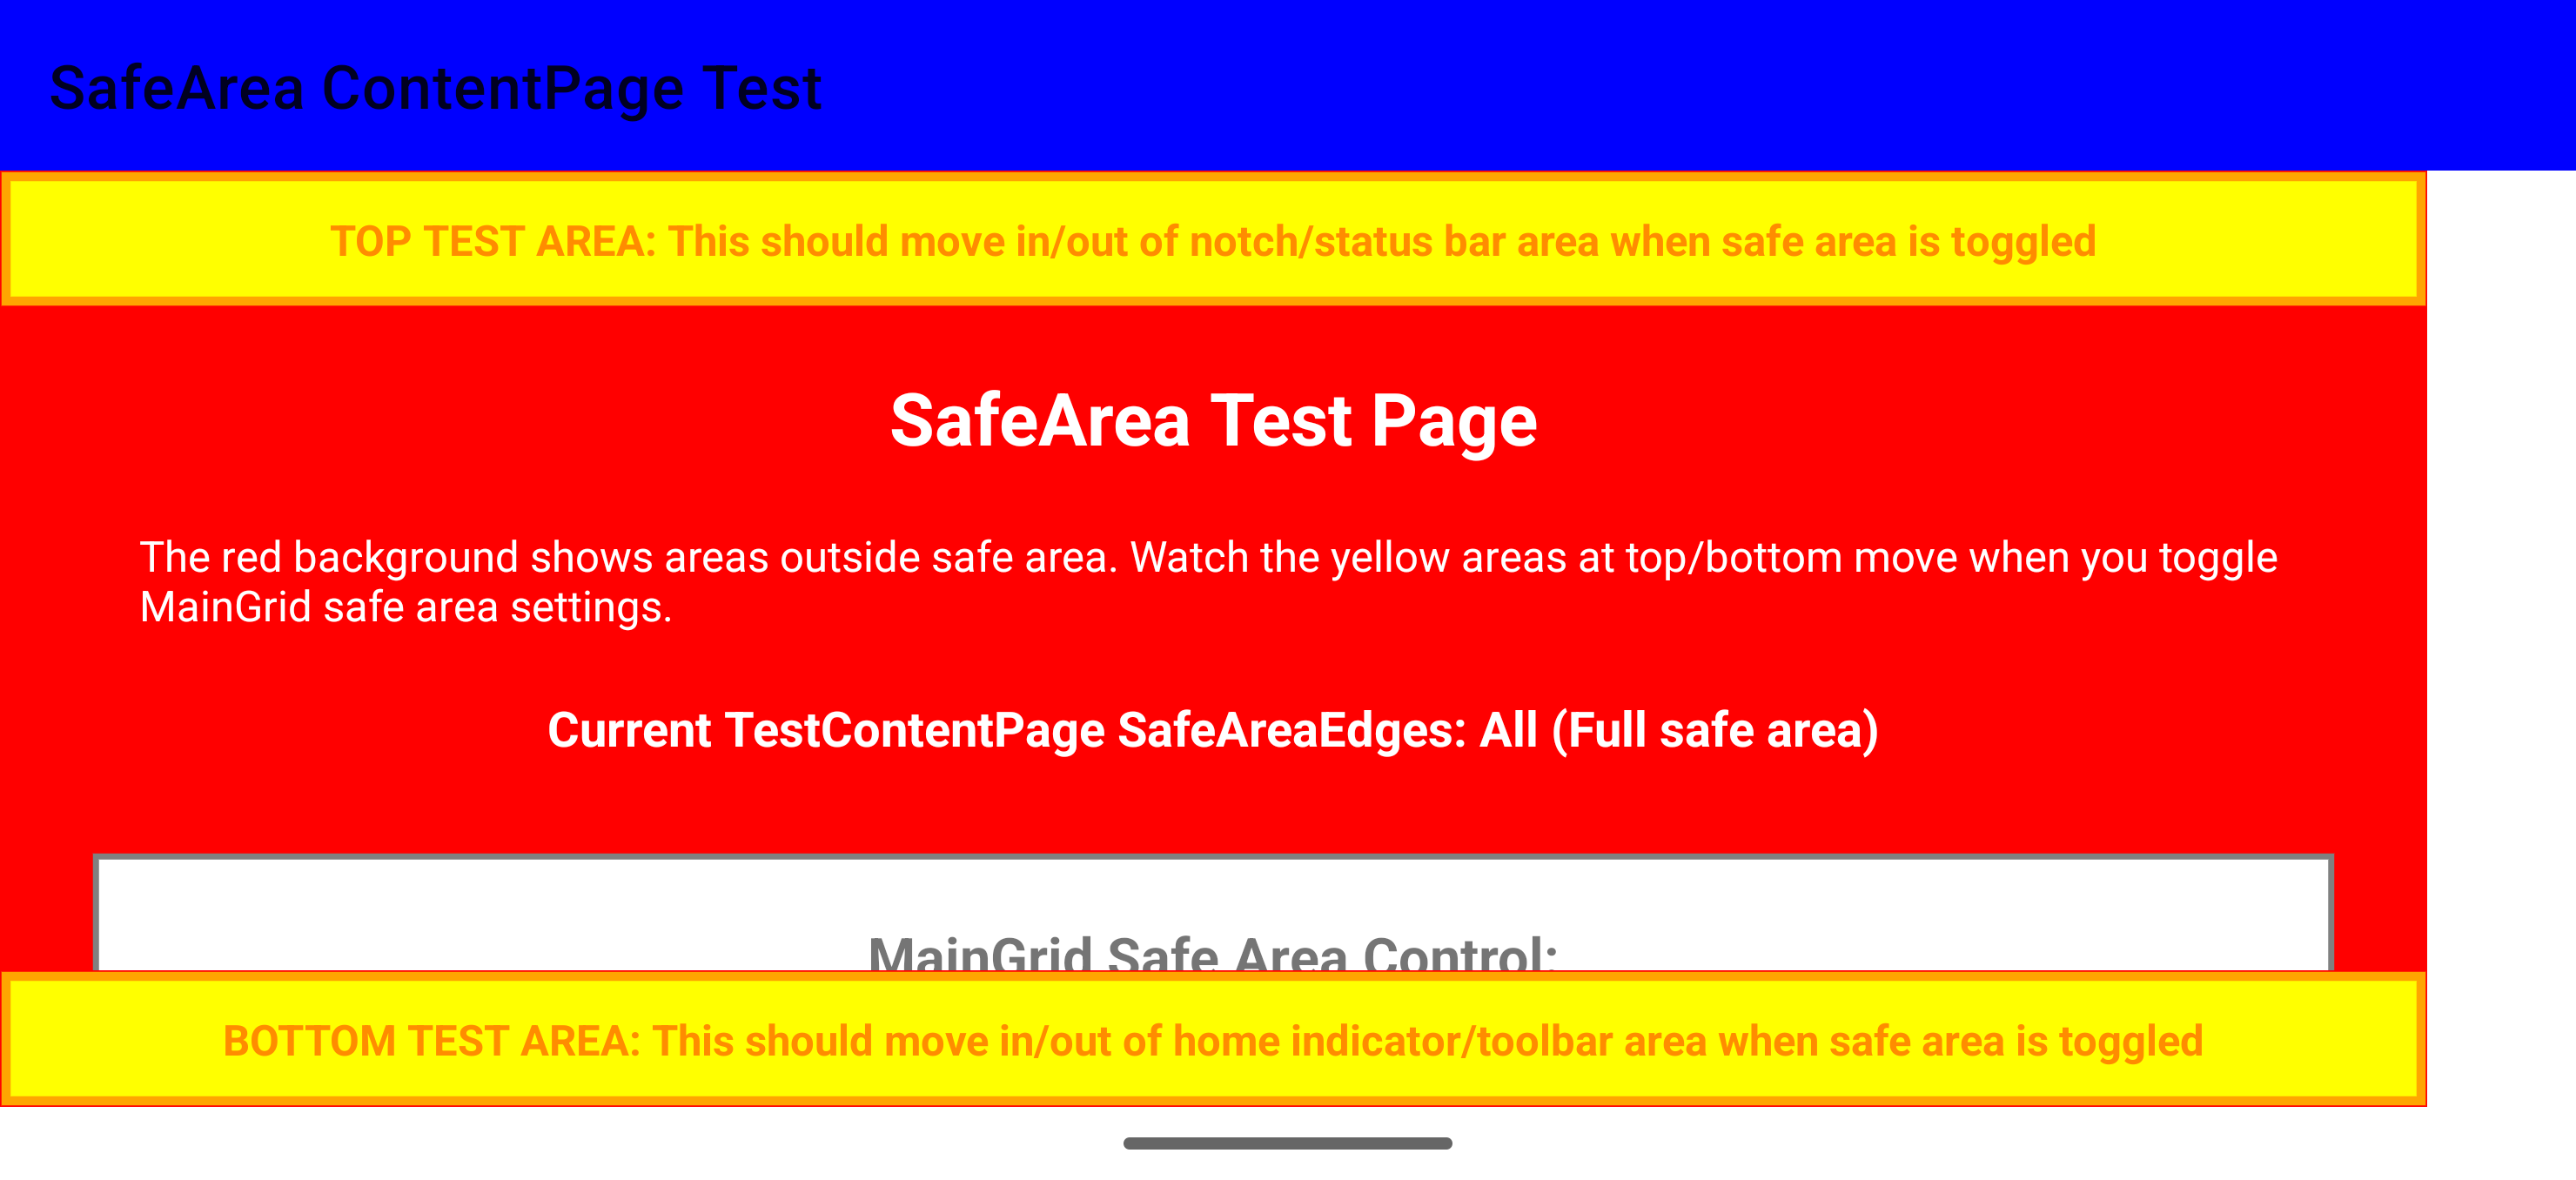 SafeArea ContentPage Test
TOP TEST AREA: This should move in/out of notch/status bar area when safe area is toggled
SafeArea Test Page
The red background shows areas outside safe area. Watch the yellow areas at top/bottom move when you toggle
MainGrid safe area settings.
Current TestContentPage SafeAreaEdges: All (Full safe area)
MainGrid Safe Area Control:
BOTTOM TEST AREA: This should move in/out of home indicator/toolbar area when safe area is toggled